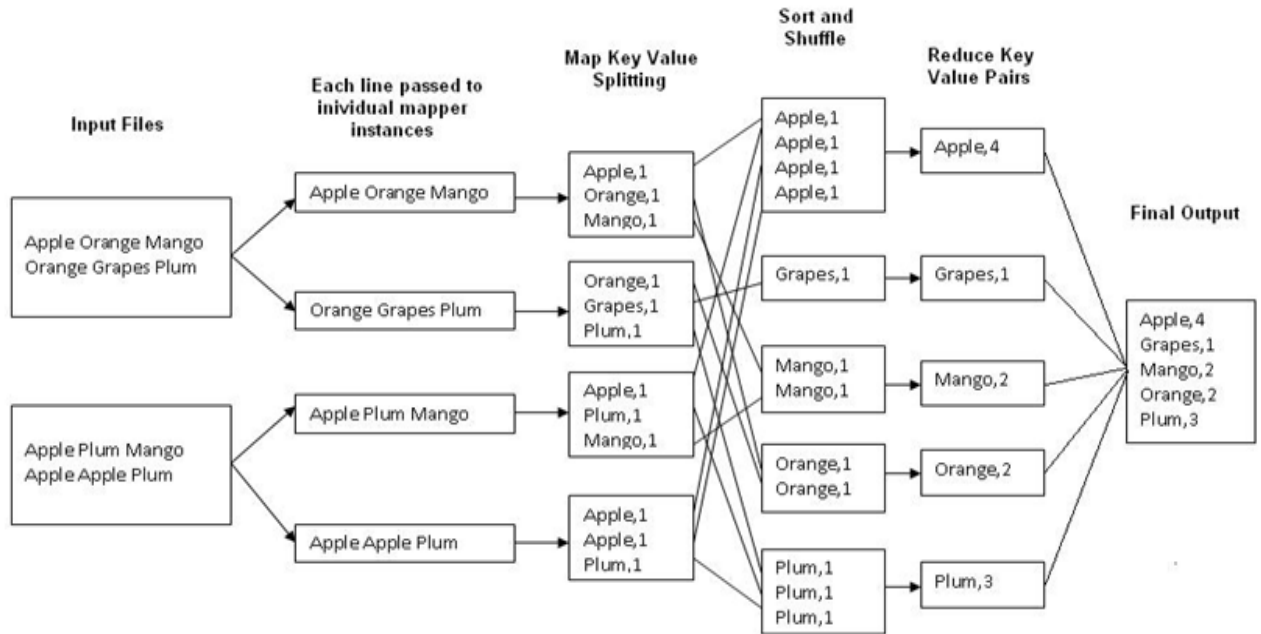 Input Files
Each line passed to
inividual mapper
instances
Map Key Value
Splitting
Sort and
Shuffle
Reduce Key
Value Pairs
Final Output
Apple Orange Mango
Orange Grapes Plum
Apple Plum Mango
Apple Apple Plum
Apple Orange Mango
Orange Grapes Plum
Apple Plum Mango
Apple Apple Plum
Apple,1
Orange,1
Mango,1
Orange,1
Grapes,1
Plum,1
Apple,1
Plum,1
Mango,1
Apple,1
Apple,1
Plum,1
Apple,1
Apple,1
Apple,1
Apple,1
Grapes,1
Mango,1
Mango,1
Orange,1
Orange,1
Plum,1
Plum,1
Plum,1
Apple,4
Grapes,1
Mango,2
Orange,2
Plum,3
Apple,4
Grapes,1
Mango,2
Orange,2
Plum,3